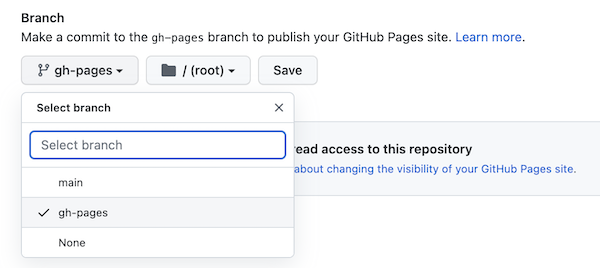 Branch
Make a commit to the gh-pages branch to publish your GitHub Pages site. Learn more.
gh-pages
/ (root)
Save
Select branch
Select branch
main
gh-pages
None
read access to this repository
about changing the visibility of your GitHub Pages site.